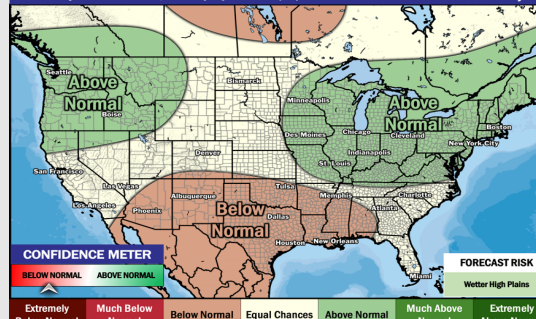 Seattle
Above
Normal
Boise
Bismarck
Minneapolis
Above
Normal
Des Moines
Chicago
Cleveland
Boston
New York City
Indianapolis
St. Louis
Denver
San Francisco
Las Vegas
Los Angeles
Phoenix
Albuquerque
Tulsa
Memphis
Charlotte
Atlanta
Below
Normal
Dallas
Houston
New Orleans
Miami
CONFIDENCE METER
BELOW NORMAL
ABOVE NORMAL
FORECAST RISK
Wetter High Plains
Extremely
Much Below
Below Normal
Equal Chances
Above Normal
Much Above
Extremely